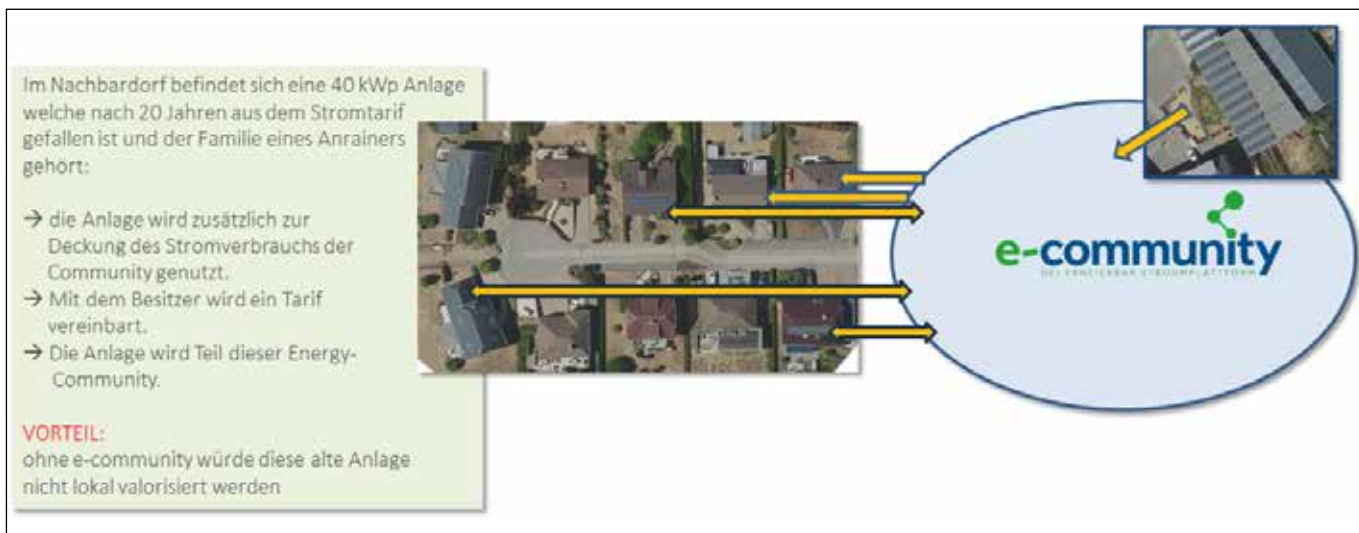 Im Nachbardorf befindet sich eine 40 kWp Anlage
welche nach 20 Jahren aus dem Stromtarif
gefallen ist und der Familie eines Anrainers
gehört:
→ die Anlage wird zusätzlich zur
Deckung des Stromverbrauchs der
Community genutzt.
→ Mit dem Besitzer wird ein Tarif
vereinbart.
→ Die Anlage wird Teil dieser Energy-
Community.
VORTEIL:
ohne e-community würde diese alte Anlage
nicht lokal valorisiert werden
e-community